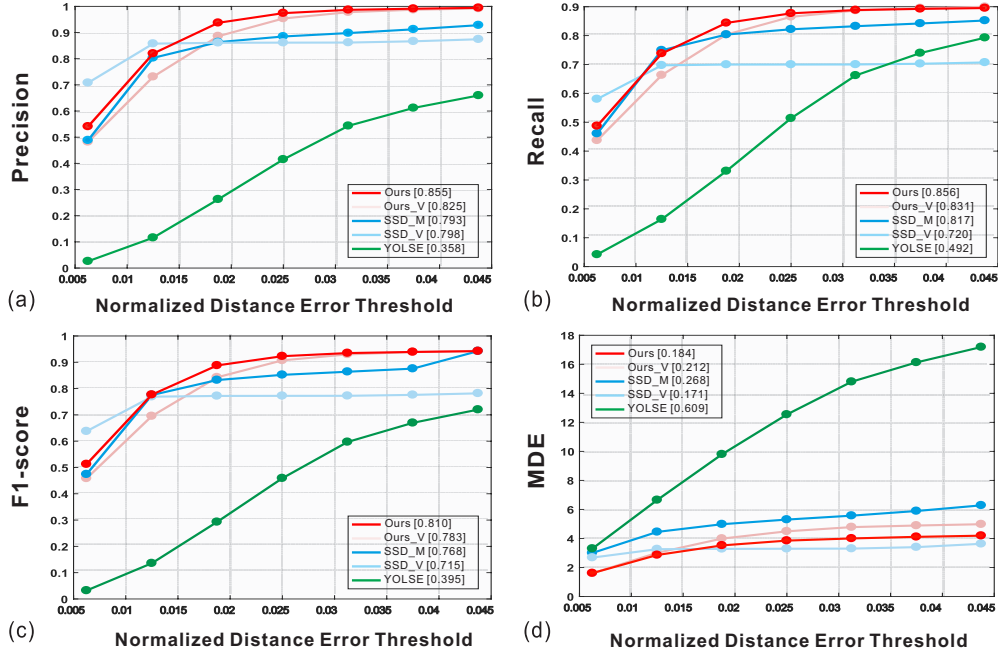 1
0.9
0.8
0.7
0.6
0.5
0.4
0.3
0.2
0.1
0
Precision
Ours [0.855]
Ours_V [0.825]
SSD_M [0.793]
SSD_V [0.798]
YOLSE [0.358]
0.005 0.01 0.015 0.02 0.025 0.03 0.035 0.04 0.045
(a) Normalized Distance Error Threshold
0.9
0.8
0.7
0.6
0.5
0.4
0.3
0.2
0.1
0
Recall
Ours [0.856]
Ours_V [0.831]
SSD_M [0.817]
SSD_V [0.720]
YOLSE [0.492]
0.005 0.01 0.015 0.02 0.025 0.03 0.035 0.04 0.045
(b) Normalized Distance Error Threshold
1
0.9
0.8
0.7
0.6
0.5
0.4
0.3
0.2
0.1
0
F1-score
Ours [0.810]
Ours_V [0.783]
SSD_M [0.768]
SSD_V [0.715]
YOLSE [0.395]
0.005 0.01 0.015 0.02 0.025 0.03 0.035 0.04 0.045
(c) Normalized Distance Error Threshold
18
16
14
12
10
8
6
4
2
0
MDE
Ours [0.184]
Ours_V [0.212]
SSD_M [0.268]
SSD_V [0.171]
YOLSE [0.609]
0.005 0.01 0.015 0.02 0.025 0.03 0.035 0.04 0.045
(d) Normalized Distance Error Threshold